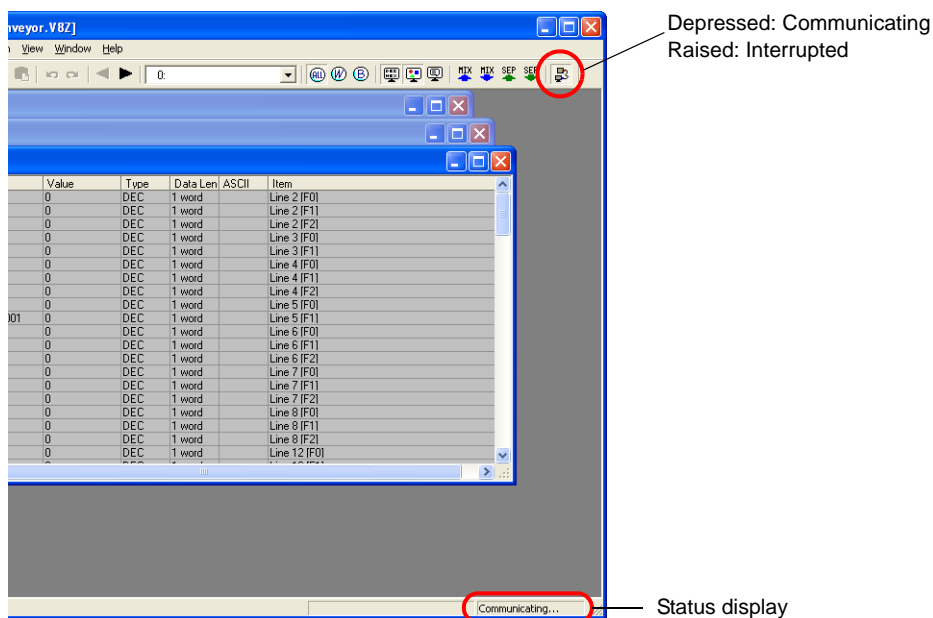 nveyor.V8Z]
View Window Help
0:
ALL W B MIX MIX SEP SEP
Depressed: Communicating
Raised: Interrupted
Value Type Data Len ASCII Item
0 DEC 1 word Line 2 [F0]
0 DEC 1 word Line 2 [F1]
0 DEC 1 word Line 2 [F2]
0 DEC 1 word Line 3 [F0]
0 DEC 1 word Line 3 [F1]
0 DEC 1 word Line 4 [F0]
0 DEC 1 word Line 4 [F1]
0 DEC 1 word Line 4 [F2]
0 DEC 1 word Line 5 [F0]
001 0 DEC 1 word Line 5 [F1]
0 DEC 1 word Line 6 [F0]
0 DEC 1 word Line 6 [F1]
0 DEC 1 word Line 6 [F2]
0 DEC 1 word Line 7 [F0]
0 DEC 1 word Line 7 [F1]
0 DEC 1 word Line 7 [F2]
0 DEC 1 word Line 8 [F0]
0 DEC 1 word Line 8 [F1]
0 DEC 1 word Line 8 [F2]
0 DEC 1 word Line 12 [F0]
Communicating...
Status display